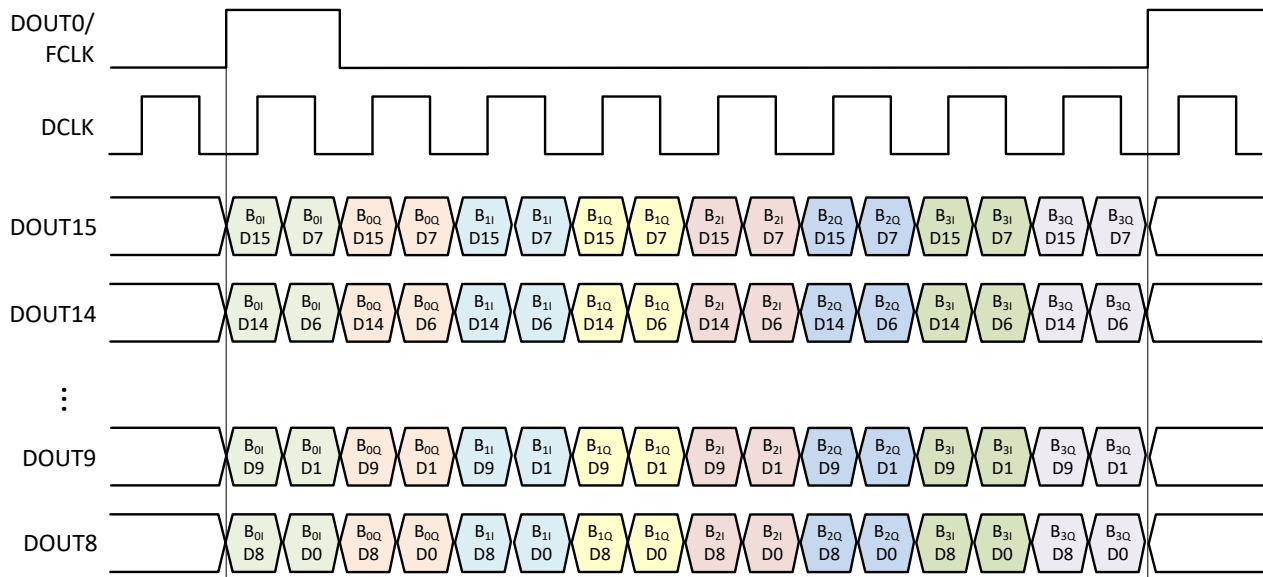 DOUT0/
FCLK
DCLK
DOUT15
B0I B0I B0Q B0Q B1I B1I B1Q B1Q B2I B2I B2Q B2Q B3I B3I B3Q B3Q
D15 D7 D15 D7 D15 D7 D15 D7 D15 D7 D15 D7 D15 D7 D15 D7
DOUT14
B0I B0I B0Q B0Q B1I B1I B1Q B1Q B2I B2I B2Q B2Q B3I B3I B3Q B3Q
D14 D6 D14 D6 D14 D6 D14 D6 D14 D6 D14 D6 D14 D6 D14 D6
⋮
DOUT9
B0I B0I B0Q B0Q B1I B1I B1Q B1Q B2I B2I B2Q B2Q B3I B3I B3Q B3Q
D9 D1 D9 D1 D9 D1 D9 D1 D9 D1 D9 D1 D9 D1 D9 D1
DOUT8
B0I B0I B0Q B0Q B1I B1I B1Q B1Q B2I B2I B2Q B2Q B3I B3I B3Q B3Q
D8 D0 D8 D0 D8 D0 D8 D0 D8 D0 D8 D0 D8 D0 D8 D0